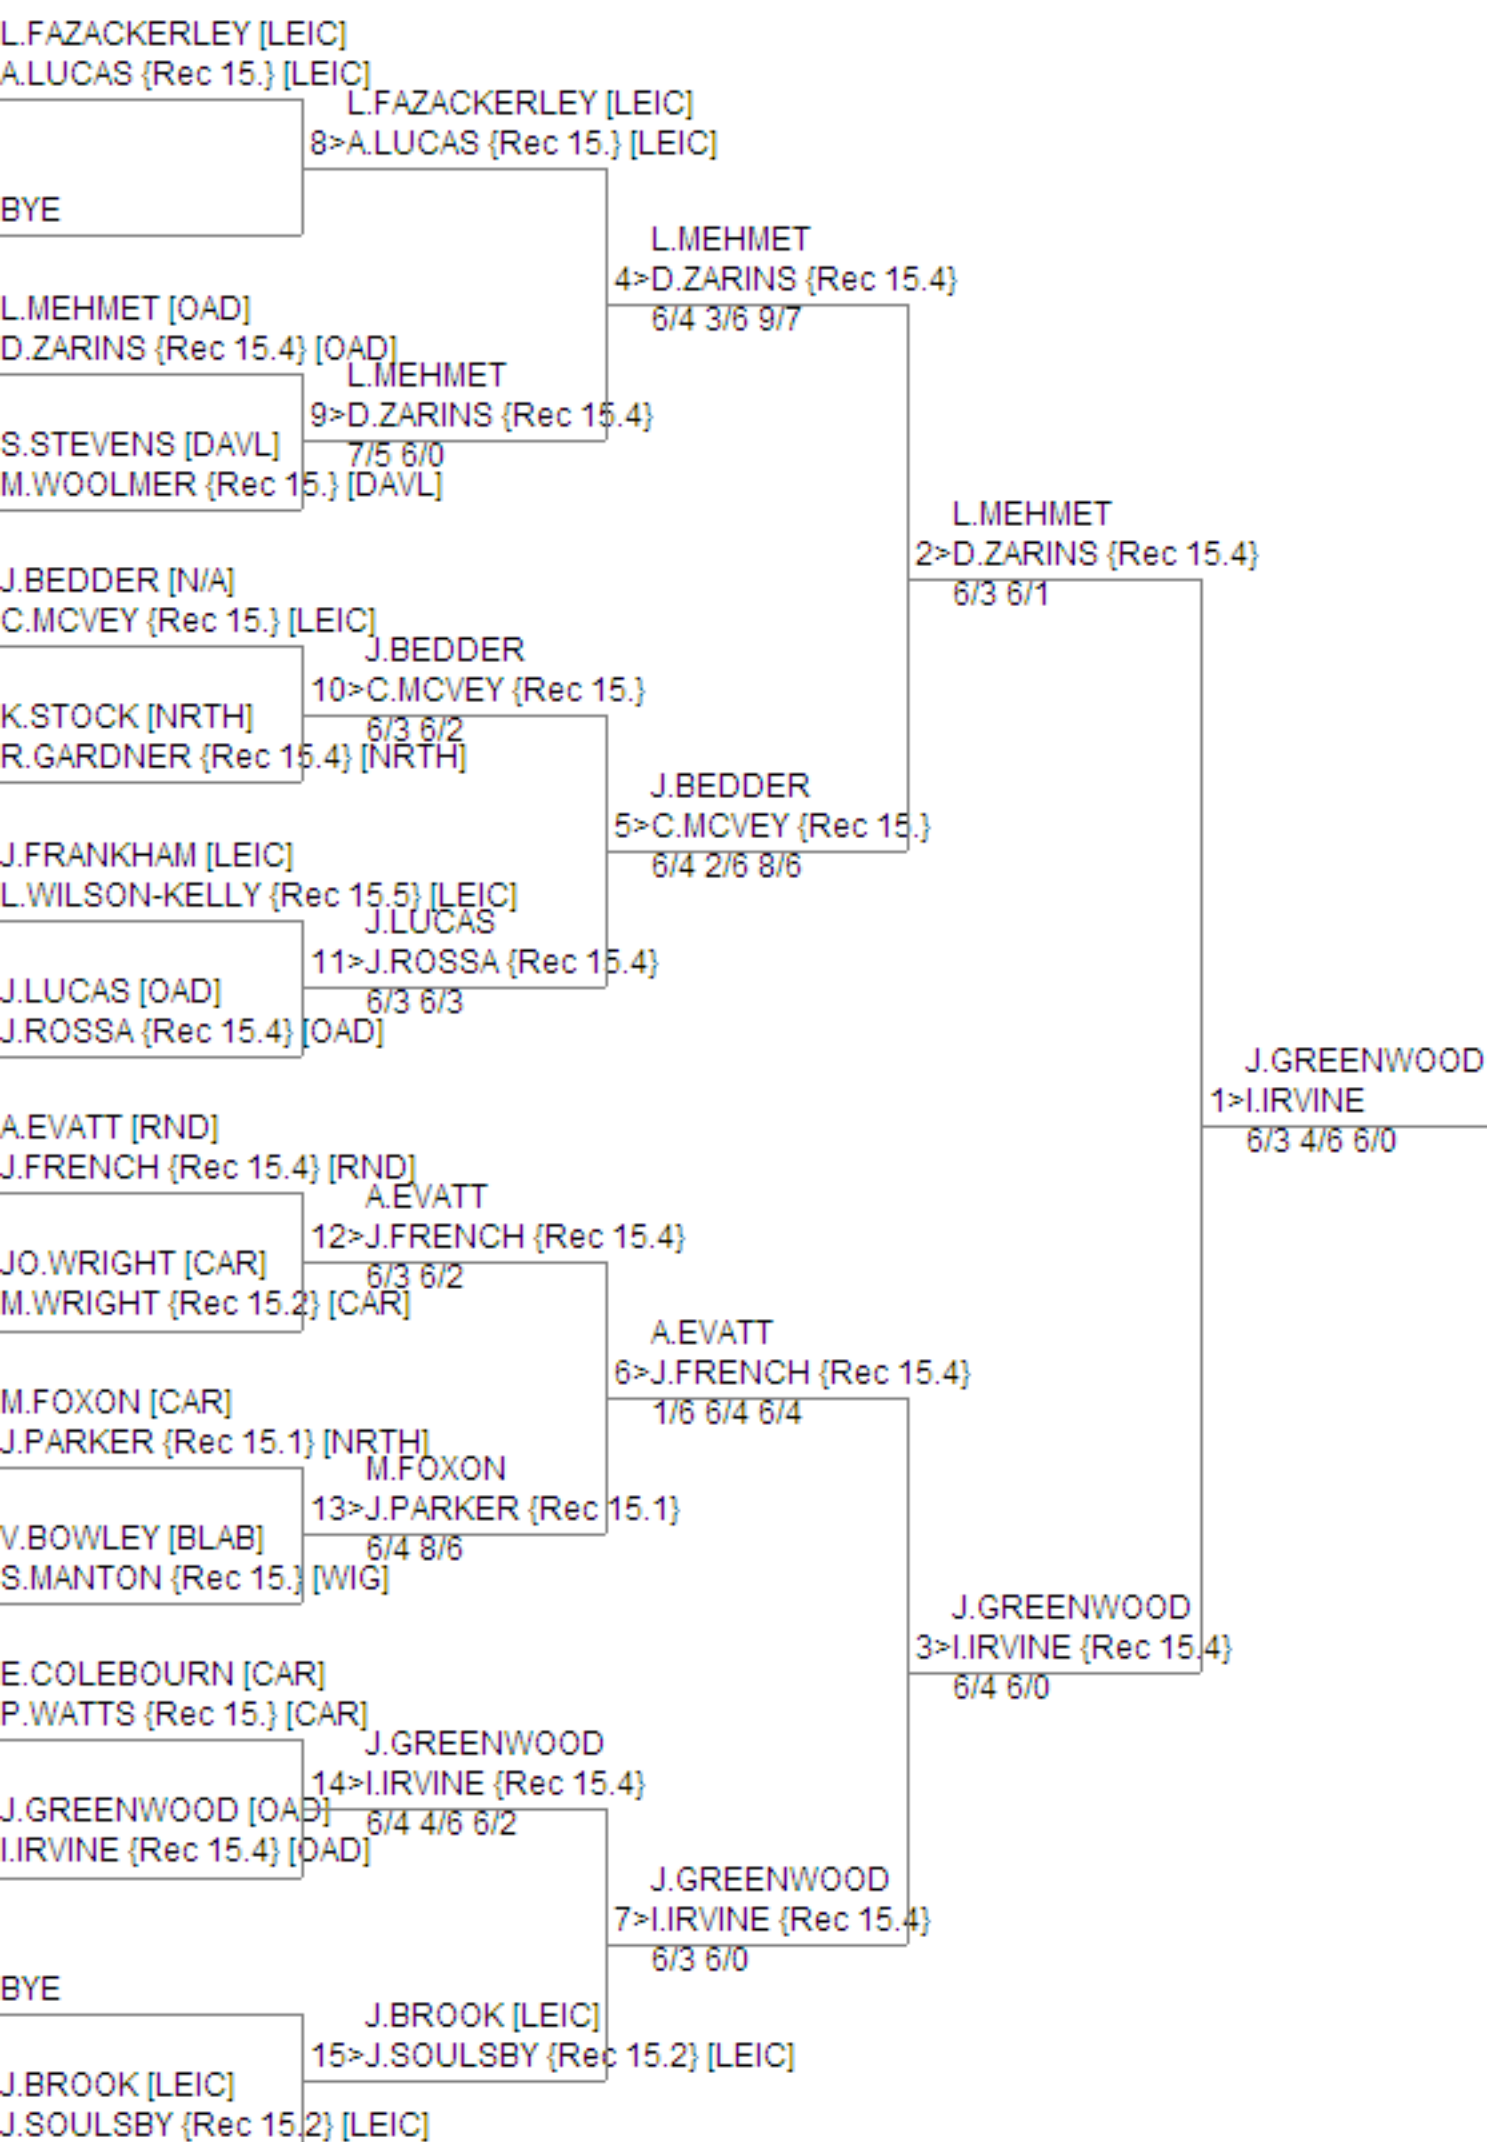 L.FAZACKERLEY [LEIC]
A.LUCAS {Rec 15.} [LEIC]
L.FAZACKERLEY [LEIC]
8>A.LUCAS {Rec 15.} [LEIC]
BYE
L.MEHMET
4>D.ZARINS {Rec 15.4}
6/4 3/6 9/7
L.MEHMET [OAD]
D.ZARINS {Rec 15.4} [OAD]
L.MEHMET
9>D.ZARINS {Rec 15.4}
7/5 6/0
S.STEVENS [DAVL]
M.WOOLMER {Rec 15.} [DAVL]
L.MEHMET
2>D.ZARINS {Rec 15.4}
6/3 6/1
J.BEDDER [N/A]
C.MCVEY {Rec 15.} [LEIC]
J.BEDDER
10>C.MCVEY {Rec 15.}
6/3 6/2
K.STOCK [NRTH]
R.GARDNER {Rec 15.4} [NRTH]
J.BEDDER
5>C.MCVEY {Rec 15.}
6/4 2/6 8/6
J.FRANKHAM [LEIC]
L.WILSON-KELLY {Rec 15.5} [LEIC]
J.LUCAS
11>J.ROSSA {Rec 15.4}
6/3 6/3
J.LUCAS [OAD]
J.ROSSA {Rec 15.4} [OAD]
J.GREENWOOD
1>I.IRVINE
6/3 4/6 6/0
A.EVATT [RND]
J.FRENCH {Rec 15.4} [RND]
A.EVATT
12>J.FRENCH {Rec 15.4}
6/3 6/2
JO.WRIGHT [CAR]
M.WRIGHT {Rec 15.2} [CAR]
A.EVATT
6>J.FRENCH {Rec 15.4}
1/6 6/4 6/4
M.FOXON [CAR]
J.PARKER {Rec 15.1} [NRTH]
M.FOXON
13>J.PARKER {Rec 15.1}
6/4 8/6
V.BOWLEY [BLAB]
S.MANTON {Rec 15.} [WIG]
J.GREENWOOD
3>I.IRVINE {Rec 15.4}
6/4 6/0
E.COLEBOURN [CAR]
P.WATTS {Rec 15.} [CAR]
J.GREENWOOD
14>I.IRVINE {Rec 15.4}
6/4 4/6 6/2
J.GREENWOOD [OAD]
I.IRVINE {Rec 15.4} [OAD]
J.GREENWOOD
7>I.IRVINE {Rec 15.4}
6/3 6/0
BYE
J.BROOK [LEIC]
15>J.SOULSBY {Rec 15.2} [LEIC]
J.BROOK [LEIC]
J.SOULSBY {Rec 15.2} [LEIC]